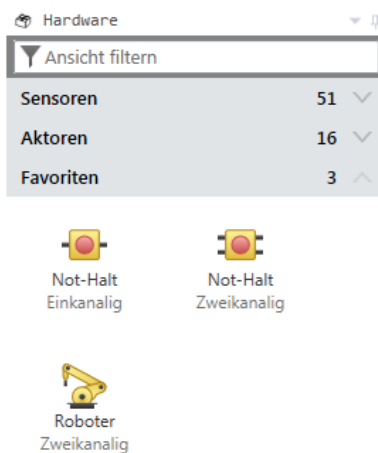 Hardware
Ansicht filtern
Sensoren 51
Aktoren 16
Favoriten 3
Not-Halt Not-Halt
Einkanalig Zweikanalig
Roboter
Zweikanalig